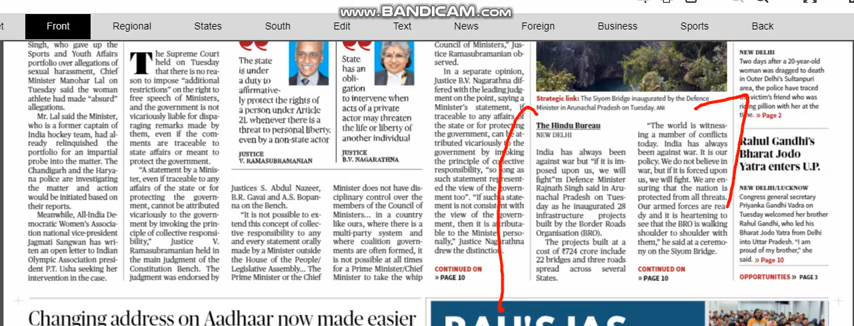 www.BANDICAM.com
Front
Regional
States
South
Edit
Text
News
Foreign
Business
Sports
Back
Singh, who gave up the
Sports and Youth Affairs
portfolio over allegations of
sexual harassment, Chief
Minister Manohar Lal on
Tuesday said the woman
athlete had made “absurd”
allegations.
Mr. Lal said the Minister,
who is a former captain of
India hockey team, had
already relinquished the
portfolio for an impartial
probe into the matter. The
Chandigarh and the Harya-
na police are investigating
the matter and action
would be initiated based on
their reports.
Meanwhile, All-India De-
mocratic Women’s Associa-
tion national vice-president
Jagmati Sangwan has writ-
ten an open letter to Indian
Olympic Association presi-
dent P.T. Usha seeking her
intervention in the case.
The Supreme Court
held on Tuesday
that there is no rea-
son to impose “additional
restrictions” on the right to
free speech of Ministers,
and the government is not
vicariously liable for dispa-
raging remarks made by
them, even if the com-
ments are traceable to
state affairs or meant to
protect the government.
“A statement by a Minis-
ter, even if traceable to any
affairs of the state or for
protecting the government,
cannot be attributed
vicariously to the govern-
ment by invoking the prin-
ciple of collective responsi-
bility,” Justice V.
Ramasubramanian held in
the main judgment of the
Constitution Bench. The
judgment was endorsed by
The state
is under
a duty to
affirmative-
ly protect the rights of
a person under Article
21, whenever there is a
threat to personal liberty,
even by a non-state actor
JUSTICE
V. RAMASUBRAMANIAN
State
has an
obli-
gation
to intervene when
acts of a private
actor may threaten
the life or liberty of
another individual
JUSTICE
B.V. NAGARATHNA
Justices S. Abdul Nazeer,
B.R. Gavai and A.S. Bopan-
na on the Bench.
“It is not possible to ex-
tend this concept of collec-
tive responsibility to any
and every statement orally
made by a Minister outside
the House of the People/
Legislative Assembly... The
Prime Minister or the Chief
Minister does not have dis-
ciplinary control over the
members of the Council of
Ministers... in a country
like ours, where there is a
multi-party system and
where coalition govern-
ments are often formed, it
is not possible at all times
for a Prime Minister/Chief
Minister to take the whip
Council of Ministers,” Jus-
tice Ramasubramanian ob-
served.
In a separate opinion,
Justice B.V. Nagarathna dif-
fered with the leading judg-
ment on the point, saying a
Minister’s statement, if
traceable to any affairs of
the state or for protecting
the government, can be at-
tributed vicariously to the
government by invoking
the principle of collective
responsibility, “so long as
such statement represent-
ed the view of the govern-
ment too”. “If such a state-
ment is not consistent with
the view of the govern-
ment, then it is attributa-
ble to the Minister perso-
nally,” Justice Nagarathna
drew the distinction.
CONTINUED ON
» PAGE 10
Strategic link: The Siyom Bridge inaugurated by the Defence
Minister in Arunachal Pradesh on Tuesday. ANI
The Hindu Bureau
NEW DELHI
India has always been
against war but “if it is im-
posed upon us, we will
fight”m Defence Minister
Rajnath Singh said in Aru-
nachal Pradesh on Tues-
day as he inaugurated 28
infrastructure projects
built by the Border Roads
Organisation (BRO).
The projects built at a
cost of ₹724 crore include
22 bridges and three roads
spread across several
States.
“The world is witness-
ing a number of conflicts
today. India has always
been against war. It is our
policy. We do not believe in
war, but if it is forced upon
us, we will fight. We are en-
suring that the nation is
protected from all threats.
Our armed forces are rea-
dy and it is heartening to
see that the BRO is walking
shoulder to shoulder with
them,” he said at a ceremo-
ny on the Siyom Bridge.
CONTINUED ON
» PAGE 10
NEW DELHI
Two days after a 20-year-old
woman was dragged to death
in Outer Delhi’s Sultanpuri
area, the police have traced
victim’s friend who was
pillion with her at the
time. » Page 2
Rahul Gandhi’s
Bharat Jodo
Yatra enters U.P.
NEW DELHI/LUCKNOW
Congress general secretary
Priyanka Gandhi Vadra on
Tuesday welcomed her brother
Rahul Gandhi, who led his
Bharat Jodo Yatra from Delhi
into Uttar Pradesh. “I am
proud of my brother,” she
said. » Page 10
OPPORTUNITIES » PAGE 3
Changing address on Aadhaar now made easier